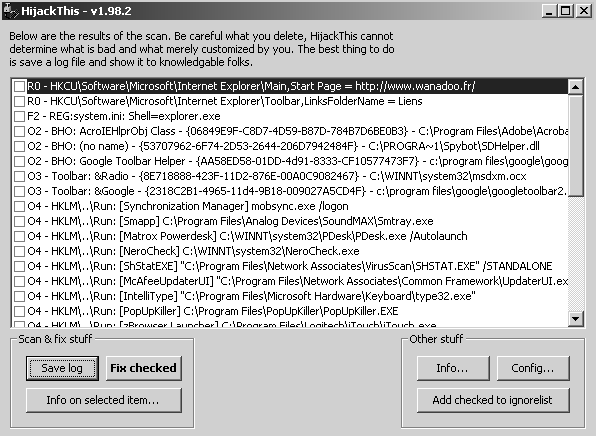 HijackThis - v1.98.2
Below are the results of the scan. Be careful what you delete, HijackThis cannot
determine what is bad and what merely customized by you. The best thing to do
is save a log file and show it to knowledgable folks.
R0 - HKCU\Software\Microsoft\Internet Explorer\Main,Start Page = http://www.wanadoo.fr/
R0 - HKCU\Software\Microsoft\Internet Explorer\Toolbar,LinksFolderName = Liens
F2 - REG:system.ini: Shell=explorer.exe
O2 - BHO: AcroIEHlprObj Class - {06849E9F-C8D7-4D59-B87D-784B7D6BE0B3} - C:\Program Files\Adobe\Acroba
O2 - BHO: (no name) - {53707962-6F74-2D53-2644-206D7942484F} - C:\PROGRA~1\Spybot\SDHelper.dll
O2 - BHO: Google Toolbar Helper - {AA58ED58-01DD-4d91-8333-CF10577473F7} - c:\program files\google\goog
O3 - Toolbar: &Radio - {8E718888-423F-11D2-876E-00A0C9082467} - C:\WINNT\system32\msdxm.ocx
O3 - Toolbar: &Google - {2318C2B1-4965-11d4-9B18-009027A5CD4F} - c:\program files\google\googletoolbar2.
O4 - HKLM\..\Run: [Synchronization Manager] mobsync.exe /logon
O4 - HKLM\..\Run: [Smapp] C:\Program Files\Analog Devices\SoundMAX\Smtray.exe
O4 - HKLM\..\Run: [Matrox Powerdesk] C:\WINNT\system32\PDesk\PDesk.exe /Autolaunch
O4 - HKLM\..\Run: [NeroCheck] C:\WINNT\system32\NeroCheck.exe
O4 - HKLM\..\Run: [ShStatEXE] "C:\Program Files\Network Associates\VirusScan\SHSTAT.EXE" /STANDALONE
O4 - HKLM\..\Run: [McAfeeUpdaterUI] "C:\Program Files\Network Associates\Common Framework\UpdaterUI.ex
O4 - HKLM\..\Run: [IntelliType] "C:\Program Files\Microsoft Hardware\Keyboard\type32.exe"
O4 - HKLM\..\Run: [PopUpKiller] C:\Program Files\PopUpKiller\PopUpKiller.EXE
O4 - HKLM\..\Run: [zBrowser Launcher] C:\Program Files\Logitech\iTouch\iTouch.exe
Scan & fix stuff
Save log
Fix checked
Info on selected item...
Other stuff
Info...
Config...
Add checked to ignorelist